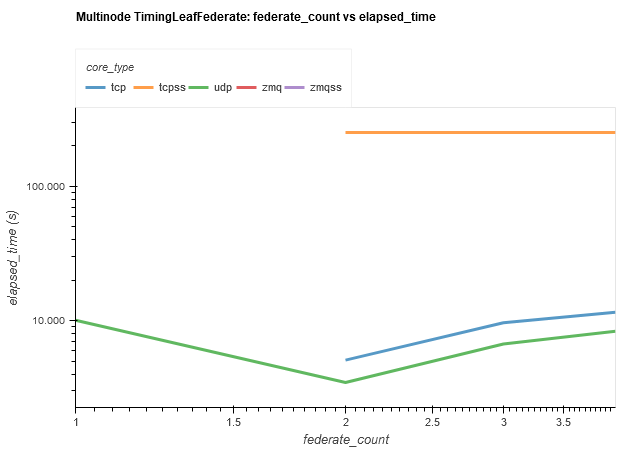 Multinode TimingLeafFederate: federate_count vs elapsed_time
core_type
tcp tcpss udp zmq zmqss
100.000
10.000
elapsed_time (s)
1 1.5 2 2.5 3 3.5
federate_count